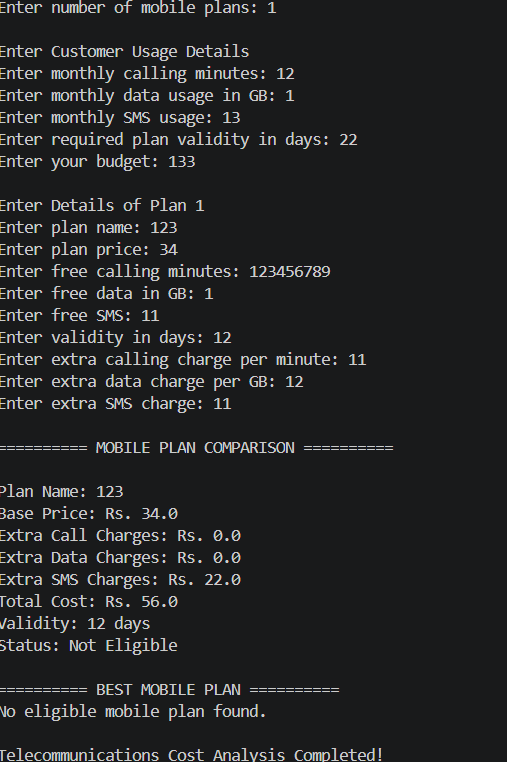 Enter number of mobile plans: 1
Enter Customer Usage Details
Enter monthly calling minutes: 12
Enter monthly data usage in GB: 1
Enter monthly SMS usage: 13
Enter required plan validity in days: 22
Enter your budget: 133
Enter Details of Plan 1
Enter plan name: 123
Enter plan price: 34
Enter free calling minutes: 123456789
Enter free data in GB: 1
Enter free SMS: 11
Enter validity in days: 12
Enter extra calling charge per minute: 11
Enter extra data charge per GB: 12
Enter extra SMS charge: 11
========== MOBILE PLAN COMPARISON ==========
Plan Name: 123
Base Price: Rs. 34.0
Extra Call Charges: Rs. 0.0
Extra Data Charges: Rs. 0.0
Extra SMS Charges: Rs. 22.0
Total Cost: Rs. 56.0
Validity: 12 days
Status: Not Eligible
========== BEST MOBILE PLAN ==========
No eligible mobile plan found.
Telecommunications Cost Analysis Completed!